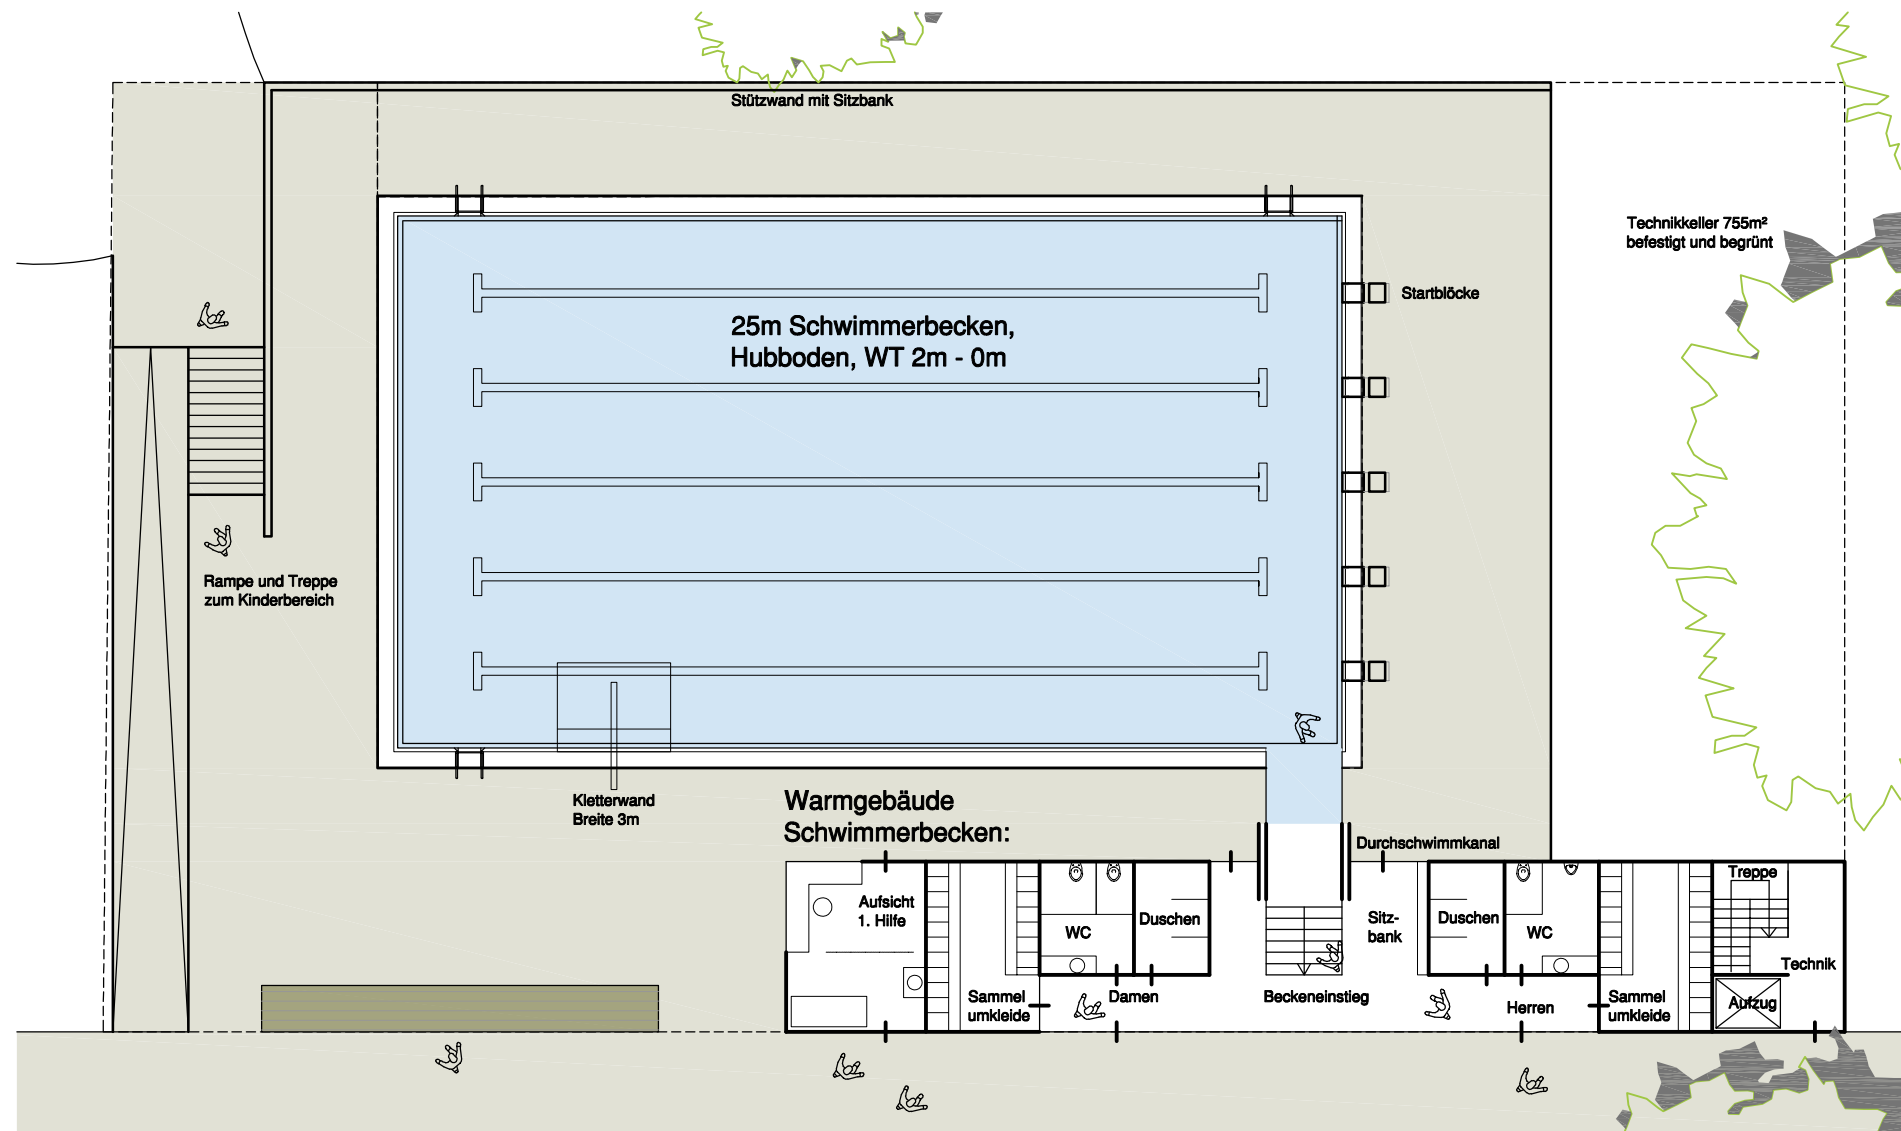 Stützwand mit Sitzbank
Technikkeller 755m²
befestigt und begrünt
Startblöcke
25m Schwimmerbecken,
Hubboden, WT 2m - 0m
Rampe und Treppe
zum Kinderbereich
Kletterwand
Breite 3m
Warmgebäude
Schwimmerbecken:
Durchschwimmkanal
Aufsicht
1. Hilfe
WC
Duschen
Sitz-
bank
Duschen
WC
Treppe
Technik
Sammel
umkleide
Damen
Beckeneinstieg
Herren
Sammel
umkleide
Aufzug